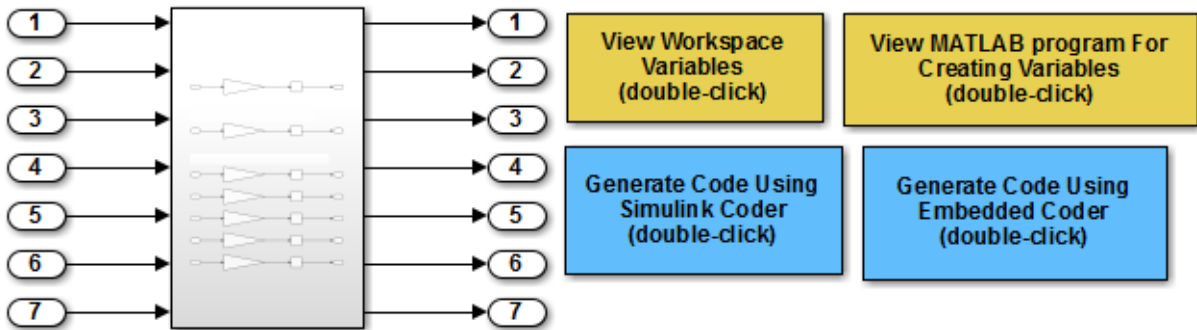 1
2
3
4
5
6
7
1
2
3
4
5
6
7
View Workspace
Variables
(double-click)
View MATLAB program For
Creating Variables
(double-click)
Generate Code Using
Simulink Coder
(double-click)
Generate Code Using
Embedded Coder
(double-click)